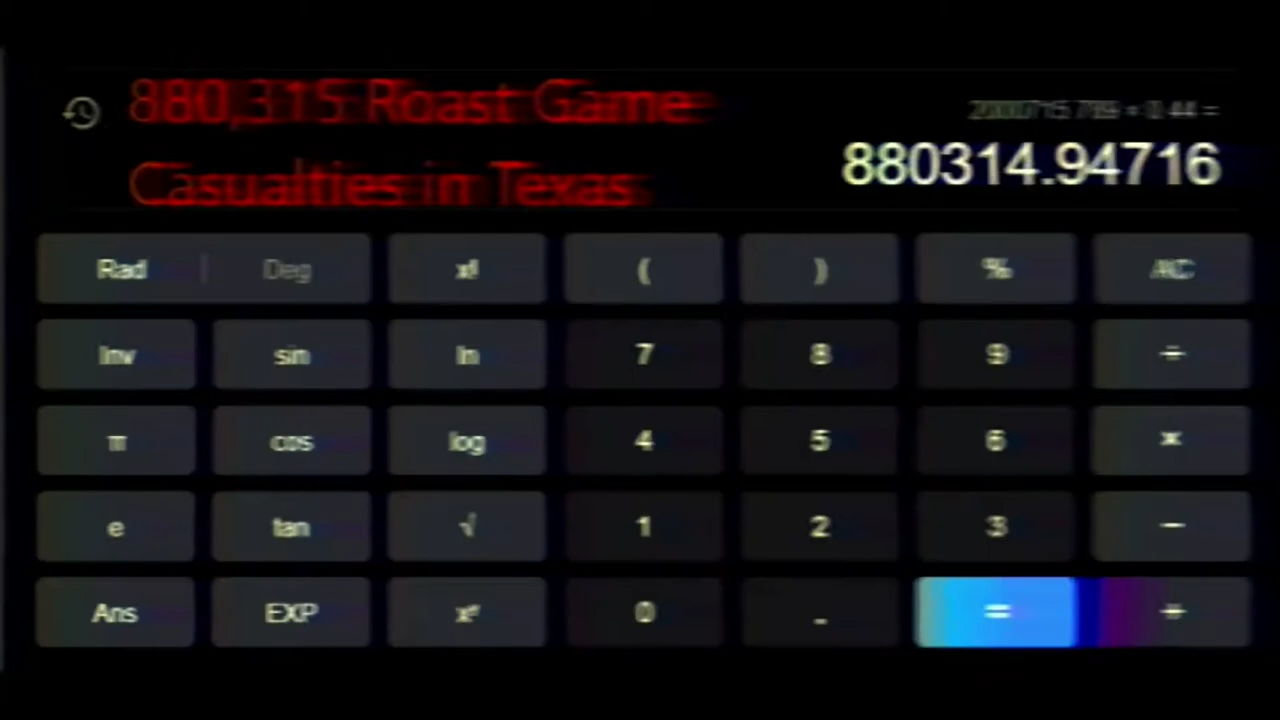 880,315 Roast Game
Casualties in Texas
880314.94716
Rad Deg x! ( ) % AC
Inv sin ln 7 8 9 ÷
π cos log 4 5 6 ×
e tan √ 1 2 3 −
Ans EXP xʸ 0 . = +